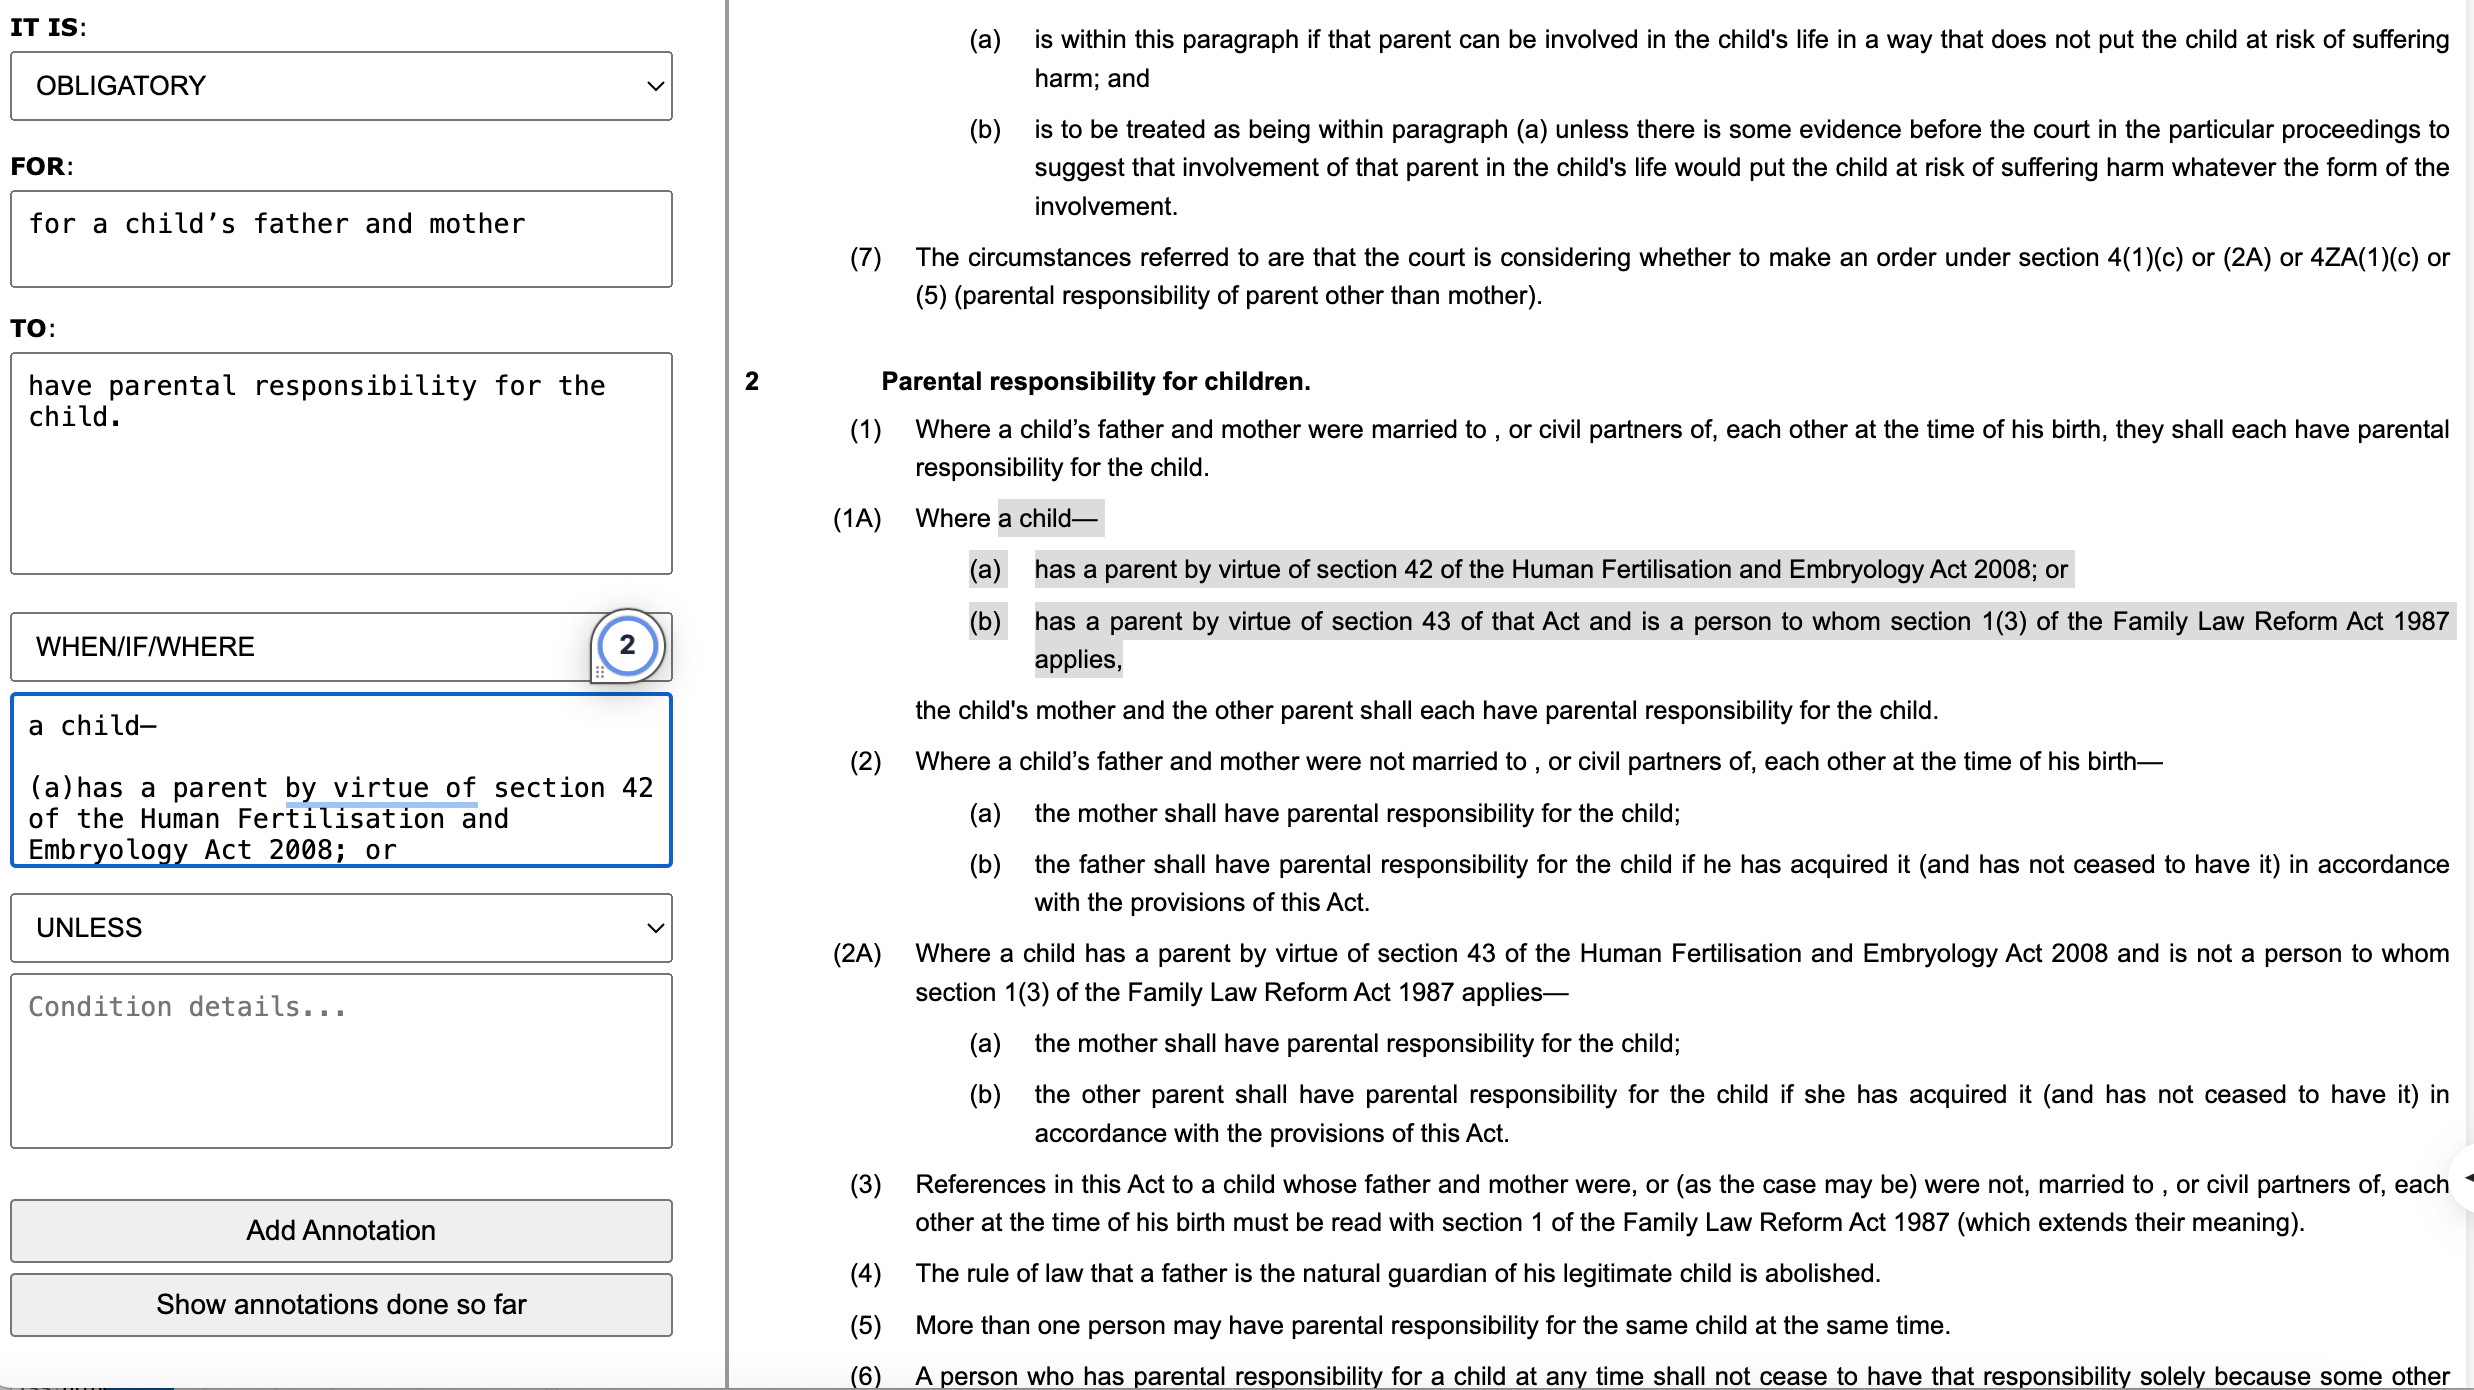 IT IS:
OBLIGATORY
FOR:
for a child’s father and mother
TO:
have parental responsibility for the
child.
WHEN/IF/WHERE
2
a child—
(a)has a parent by virtue of section 42
of the Human Fertilisation and
Embryology Act 2008; or
UNLESS
Condition details...
Add Annotation
Show annotations done so far
(a) is within this paragraph if that parent can be involved in the child's life in a way that does not put the child at risk of suffering
harm; and
(b) is to be treated as being within paragraph (a) unless there is some evidence before the court in the particular proceedings to
suggest that involvement of that parent in the child's life would put the child at risk of suffering harm whatever the form of the
involvement.
(7) The circumstances referred to are that the court is considering whether to make an order under section 4(1)(c) or (2A) or 4ZA(1)(c) or
(5) (parental responsibility of parent other than mother).
2 Parental responsibility for children.
(1) Where a child’s father and mother were married to , or civil partners of, each other at the time of his birth, they shall each have parental
responsibility for the child.
(1A) Where a child—
(a) has a parent by virtue of section 42 of the Human Fertilisation and Embryology Act 2008; or
(b) has a parent by virtue of section 43 of that Act and is a person to whom section 1(3) of the Family Law Reform Act 1987
applies,
the child's mother and the other parent shall each have parental responsibility for the child.
(2) Where a child’s father and mother were not married to , or civil partners of, each other at the time of his birth—
(a) the mother shall have parental responsibility for the child;
(b) the father shall have parental responsibility for the child if he has acquired it (and has not ceased to have it) in accordance
with the provisions of this Act.
(2A) Where a child has a parent by virtue of section 43 of the Human Fertilisation and Embryology Act 2008 and is not a person to whom
section 1(3) of the Family Law Reform Act 1987 applies—
(a) the mother shall have parental responsibility for the child;
(b) the other parent shall have parental responsibility for the child if she has acquired it (and has not ceased to have it) in
accordance with the provisions of this Act.
(3) References in this Act to a child whose father and mother were, or (as the case may be) were not, married to , or civil partners of, each
other at the time of his birth must be read with section 1 of the Family Law Reform Act 1987 (which extends their meaning).
(4) The rule of law that a father is the natural guardian of his legitimate child is abolished.
(5) More than one person may have parental responsibility for the same child at the same time.
(6) A person who has parental responsibility for a child at any time shall not cease to have that responsibility solely because some other